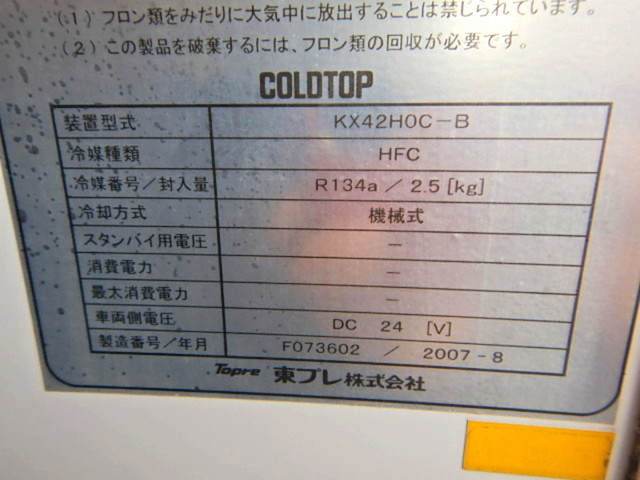 (1) フロン類をみだりに大気中に放出することは禁じられています。
(2) この製品を破棄するには、フロン類の回収が必要です。
COLDTOP
装置型式 KX42H0C-B
冷媒種類 HFC
冷媒番号/封入量 R134a / 2.5 [kg]
冷却方式 機械式
スタンバイ用電圧 -
消費電力 -
最大消費電力 -
車両側電圧 DC 24 [V]
製造番号/年月 F073602 / 2007-8
Topre 東プレ株式会社